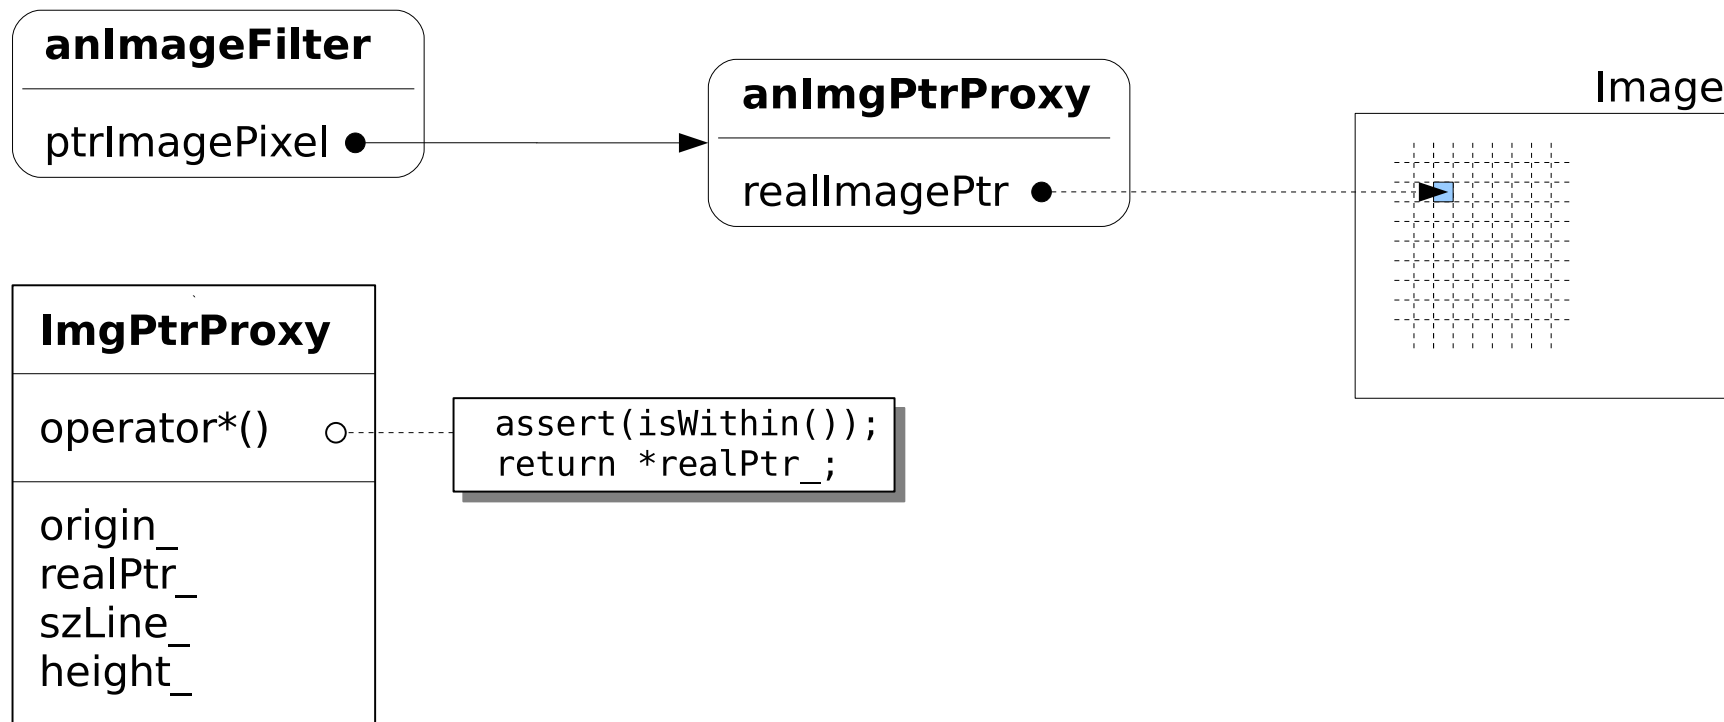 anImageFilter
ptrImagePixel
anImgPtrProxy
realImagePtr
Image
ImgPtrProxy
operator*()
assert(isWithin());
return *realPtr_;
origin_
realPtr_
szLine_
height_